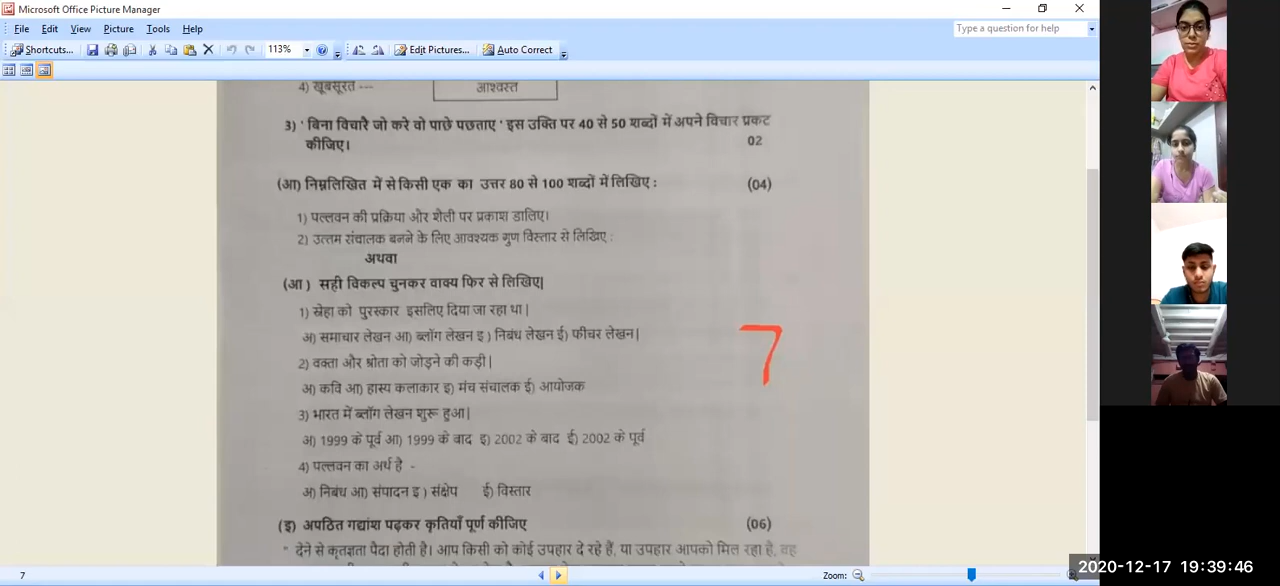 Microsoft Office Picture Manager
File Edit View Picture Tools Help
Type a question for help
Shortcuts... 113% Edit Pictures... Auto Correct
4) खूबसूरत ---
आश्वस्त
3) ' बिना विचारै जो करे वो पाछे पछताए ' इस उक्ति पर 40 से 50 शब्दों में अपने विचार प्रकट
कीजिए। 02
(आ) निम्नलिखित में से किसी एक का उत्तर 80 से 100 शब्दों में लिखिए : (04)
1) पल्लवन की प्रक्रिया और शैली पर प्रकाश डालिए।
2) उत्तम संचालक बनने के लिए आवश्यक गुण विस्तार से लिखिए :
अथवा
(आ ) सही विकल्प चुनकर वाक्य फिर से लिखिए|
1) स्नेहा को पुरस्कार इसलिए दिया जा रहा था |
अ) समाचार लेखन आ) ब्लॉग लेखन इ ) निबंध लेखन ई) फीचर लेखन|
7
2) वक्ता और श्रोता को जोड़ने की कड़ी |
अ) कवि आ) हास्य कलाकार इ) मंच संचालक ई) आयोजक
3) भारत में ब्लॉग लेखन शुरू हुआ|
अ) 1999 के पूर्व आ) 1999 के बाद इ) 2002 के बाद ई) 2002 के पूर्व
4) पल्लवन का अर्थ है -
अ) निबंध आ) संपादन इ ) संक्षेप ई) विस्तार
(इ) अपठित गद्यांश पढ़कर कृतियाँ पूर्ण कीजिए (06)
" देने से कृतज्ञता पैदा होती है। आप किसी को कोई उपहार दे रहे हैं, या उपहार आपको मिल रहा है, वह
7 Zoom:
2020-12-17 19:39:46